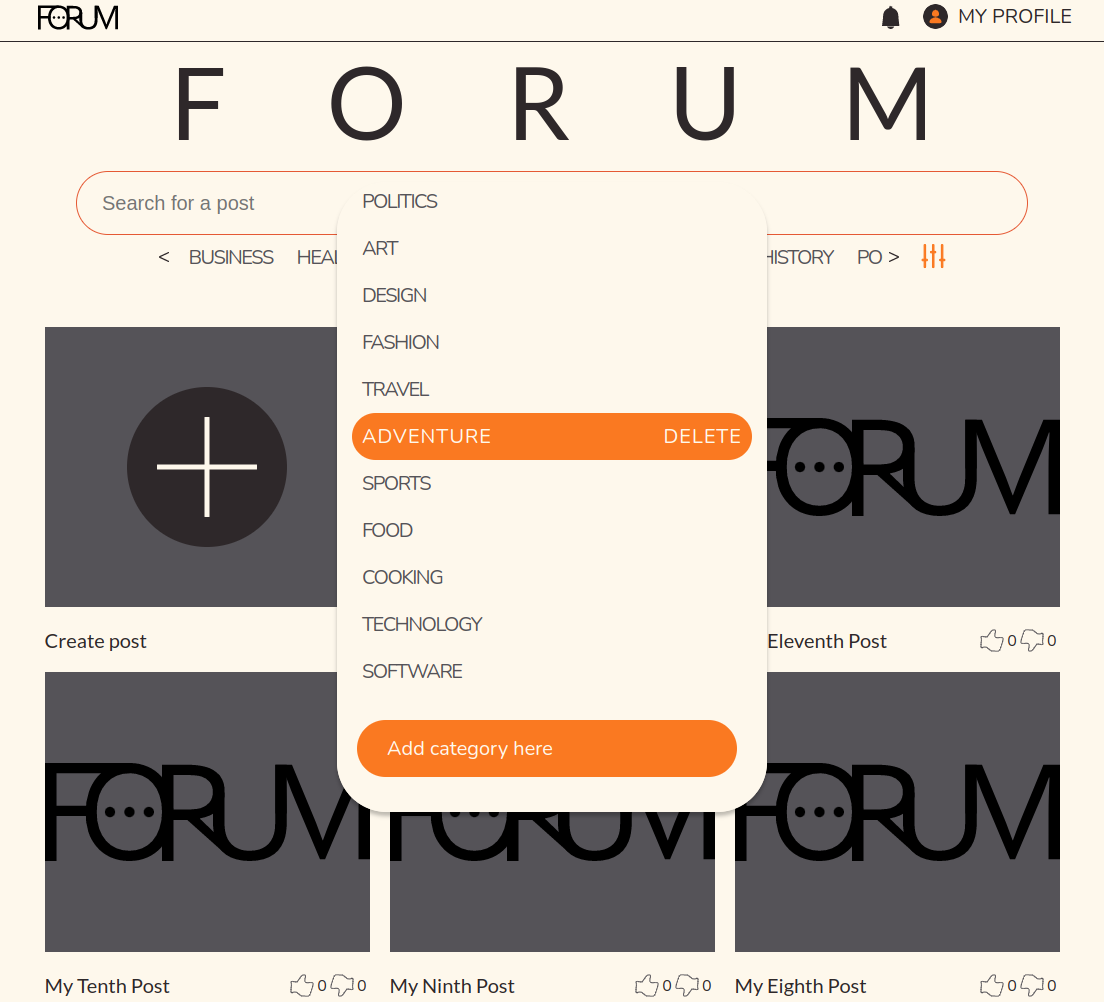 FORUM MY PROFILE
F O R U M
Search for a post
POLITICS
< BUSINESS HEAL HISTORY PO >
ART
DESIGN
FASHION
TRAVEL
ADVENTURE DELETE
SPORTS
FOOD
COOKING
TECHNOLOGY
SOFTWARE
Add category here
FORUM
Create post
Eleventh Post 0 0
FORUM FORUM FORUM
My Tenth Post 0 0
My Ninth Post 0 0
My Eighth Post 0 0